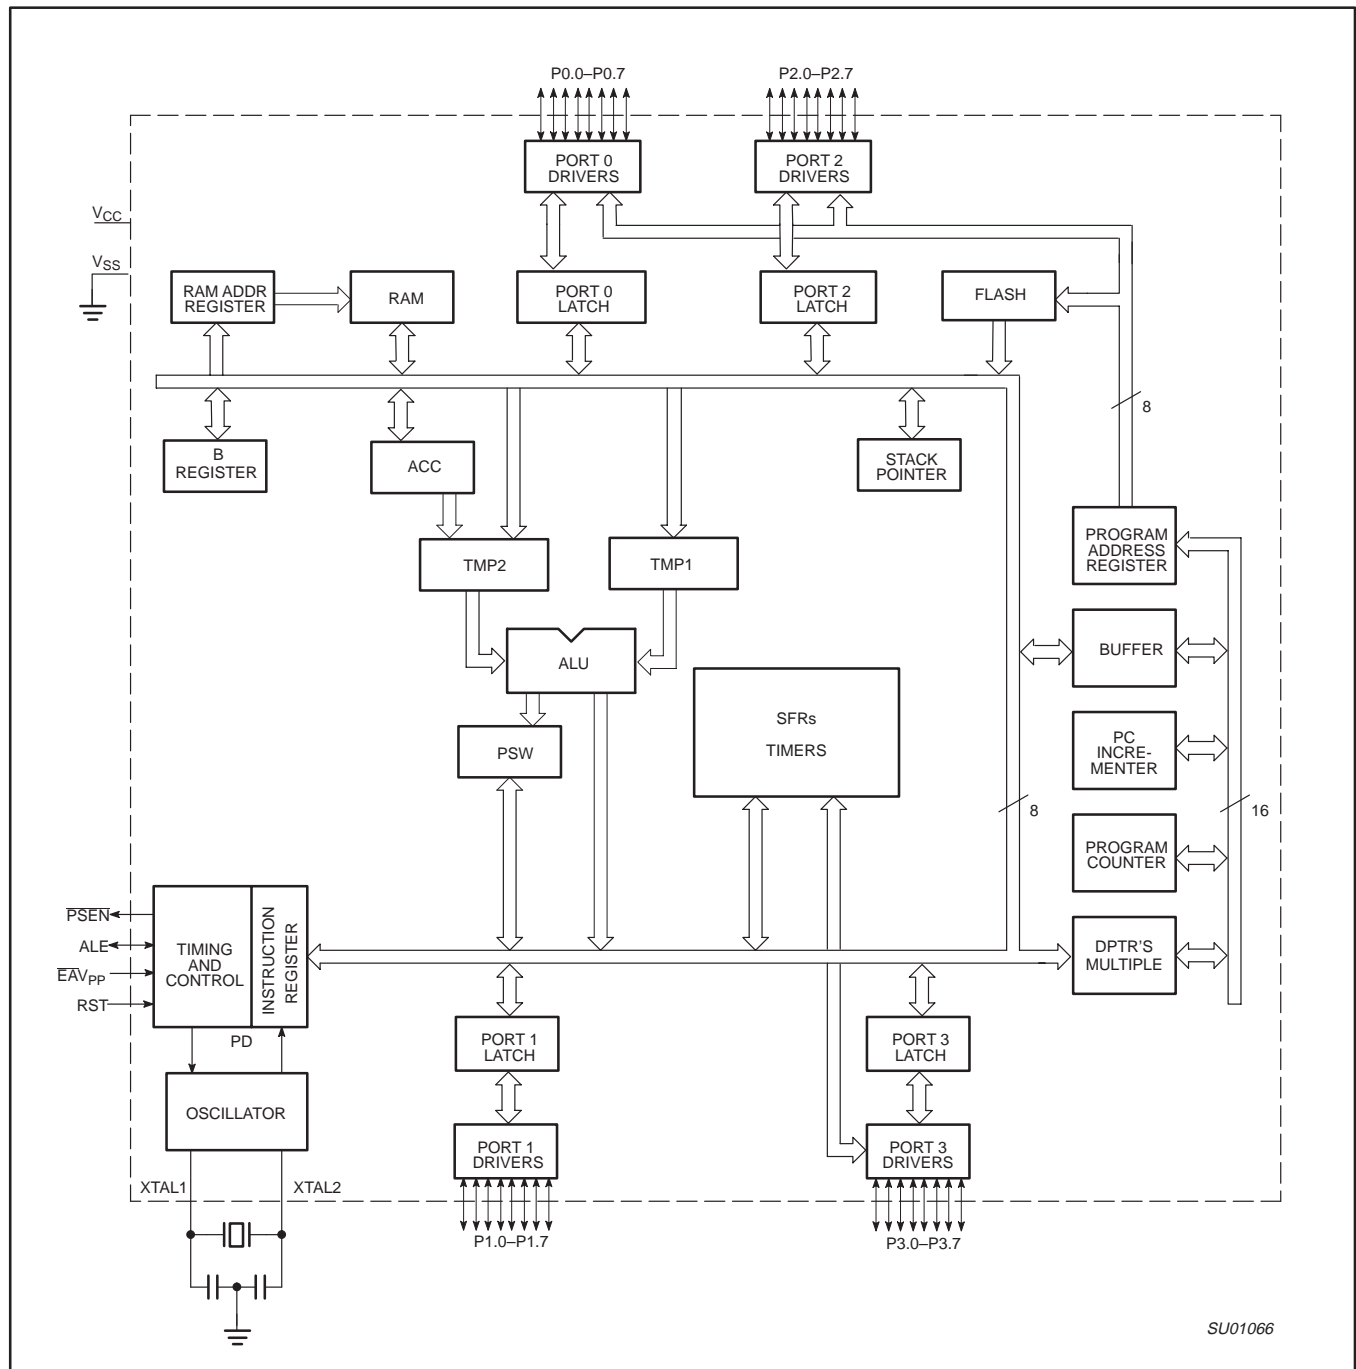 P0.0–P0.7
P2.0–P2.7
PORT 0
DRIVERS
PORT 2
DRIVERS
VCC
VSS
RAM ADDR
REGISTER
RAM
PORT 0
LATCH
PORT 2
LATCH
FLASH
8
B
REGISTER
ACC
STACK
POINTER
PROGRAM
ADDRESS
REGISTER
TMP2
TMP1
ALU
BUFFER
SFRs
TIMERS
PSW
PC
INCRE-
MENTER
8
16
PROGRAM
COUNTER
PSEN
ALE
EAVPP
RST
TIMING
AND
CONTROL
INSTRUCTION
REGISTER
DPTR'S
MULTIPLE
PD
PORT 1
LATCH
PORT 3
LATCH
OSCILLATOR
PORT 1
DRIVERS
PORT 3
DRIVERS
XTAL1
XTAL2
P1.0–P1.7
P3.0–P3.7
SU01066